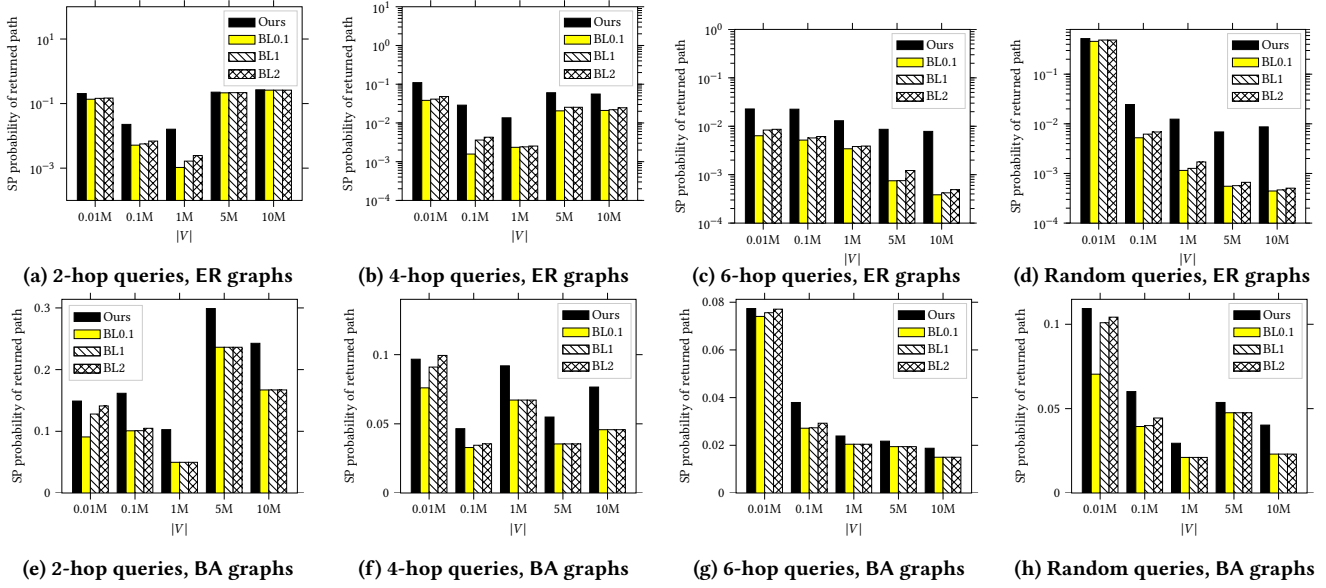 SP probability of returned path
10^1
10^{-1}
10^{-3}
Ours
BL0.1
BL1
BL2
0.01M 0.1M 1M 5M 10M
|V|
(a) 2-hop queries, ER graphs
SP probability of returned path
10^1
10^0
10^{-1}
10^{-2}
10^{-3}
10^{-4}
Ours
BL0.1
BL1
BL2
0.01M 0.1M 1M 5M 10M
|V|
(b) 4-hop queries, ER graphs
SP probability of returned path
10^0
10^{-1}
10^{-2}
10^{-3}
10^{-4}
Ours
BL0.1
BL1
BL2
0.01M 0.1M 1M 5M 10M
|V|
(c) 6-hop queries, ER graphs
SP probability of returned path
10^{-1}
10^{-2}
10^{-3}
10^{-4}
Ours
BL0.1
BL1
BL2
0.01M 0.1M 1M 5M 10M
|V|
(d) Random queries, ER graphs
SP probability of returned path
0.3
0.2
0.1
0
Ours
BL0.1
BL1
BL2
0.01M 0.1M 1M 5M 10M
|V|
(e) 2-hop queries, BA graphs
SP probability of returned path
0.1
0.05
0
Ours
BL0.1
BL1
BL2
0.01M 0.1M 1M 5M 10M
|V|
(f) 4-hop queries, BA graphs
SP probability of returned path
0.08
0.06
0.04
0.02
0
Ours
BL0.1
BL1
BL2
0.01M 0.1M 1M 5M 10M
|V|
(g) 6-hop queries, BA graphs
SP probability of returned path
0.1
0.05
0
Ours
BL0.1
BL1
BL2
0.01M 0.1M 1M 5M 10M
|V|
(h) Random queries, BA graphs